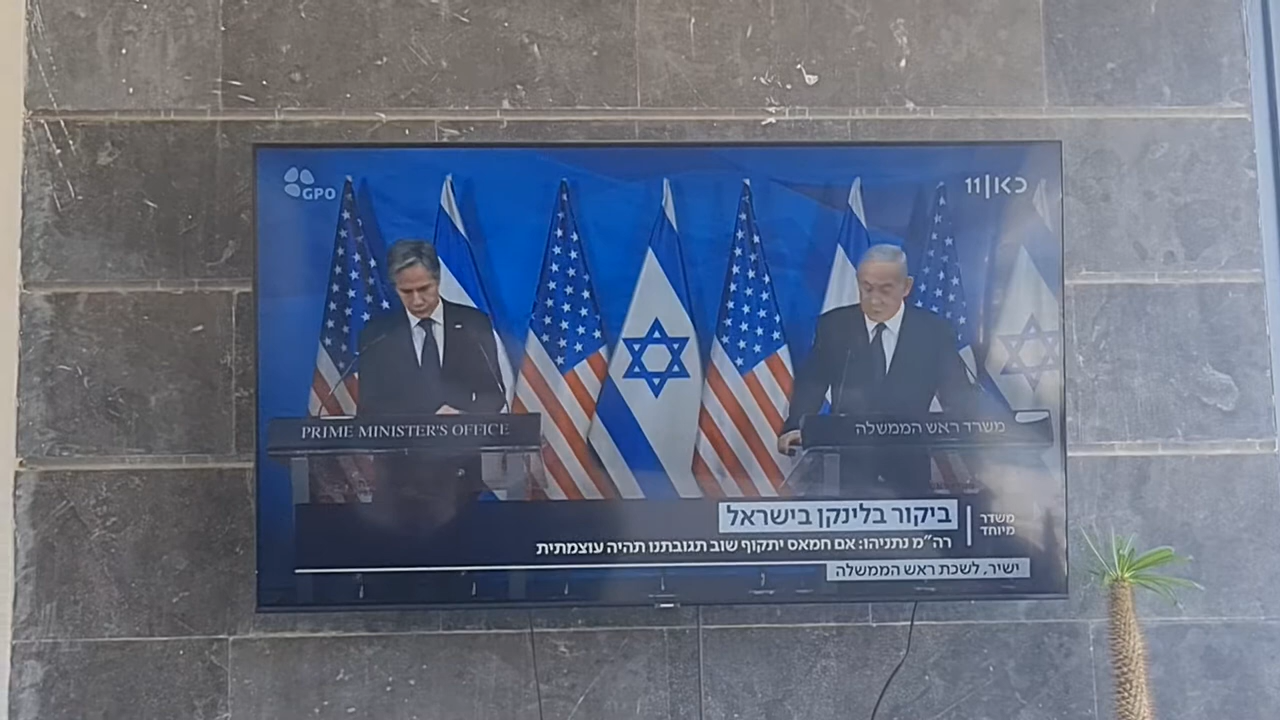 GPO
כאן 11
PRIME MINISTER'S OFFICE
משרד ראש הממשלה
משדר
מיוחד
ביקור בלינקן בישראל
רה"מ נתניהו: אם חמאס יתקוף שוב תגובתנו תהיה עוצמתית
ישיר, לשכת ראש הממשלה